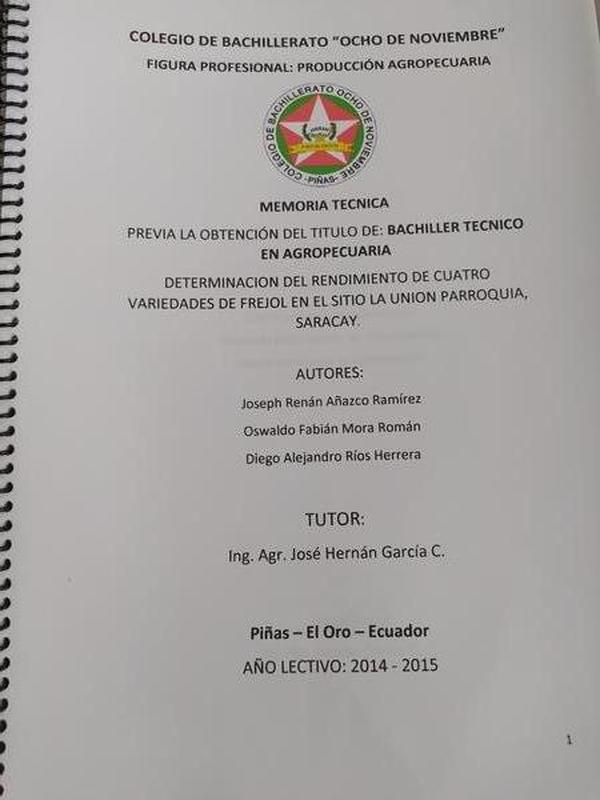 COLEGIO DE BACHILLERATO “OCHO DE NOVIEMBRE”
FIGURA PROFESIONAL: PRODUCCIÓN AGROPECUARIA
COLEGIO DE BACHILLERATO OCHO DE NOVIEMBRE
-PIÑAS-
MEMORIA TECNICA
PREVIA LA OBTENCIÓN DEL TITULO DE: BACHILLER TECNICO
EN AGROPECUARIA
DETERMINACION DEL RENDIMIENTO DE CUATRO
VARIEDADES DE FREJOL EN EL SITIO LA UNION PARROQUIA,
SARACAY.
AUTORES:
Joseph Renán Añazco Ramírez
Oswaldo Fabián Mora Román
Diego Alejandro Ríos Herrera
TUTOR:
Ing. Agr. José Hernán García C.
Piñas – El Oro – Ecuador
AÑO LECTIVO: 2014 - 2015
1